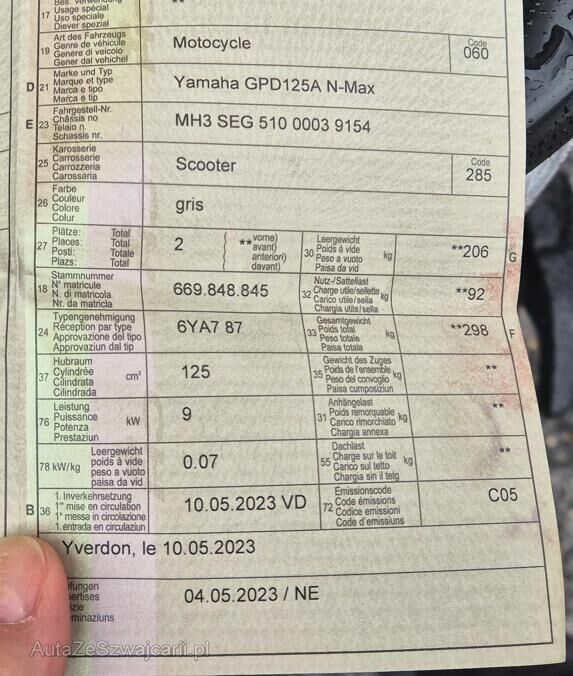 17 Usage spécial
Uso speciale
Diever spezial
**
19 Art des Fahrzeugs
Genre de véhicule
Genere di veicolo
Gener dal vehichel
Motocycle
Code
060
D 21 Marke und Typ
Marque et type
Marca e tipo
Marca e tip
Yamaha GPD125A N-Max
E 23 Fahrgestell-Nr.
Châssis no
Telaio n.
Schassis nr.
MH3 SEG 510 0003 9154
25 Karosserie
Carrosserie
Carrozzeria
Carossaria
Scooter
Code
285
26 Farbe
Couleur
Colore
Colur
gris
27 Plätze: Total
Places: Total
Posti: Totale
Plazs: Total
2
** vorne)
avant)
anteriori)
davant)
30 Leergewicht
Poids à vide
Peso a vuoto
Paisa da vid
kg
**206
G
18 Stammnummer
N° matricule
N. di matricola
Nr. da matricla
669.848.845
32 Nutz-/Sattellast
Charge utile/sellette
Carico utile/sella
Chargia utila/sella
kg
**92
24 Typengenehmigung
Réception par type
Approvazione del tipo
Approvaziun dal tip
6YA7 87
33 Gesamtgewicht
Poids total
Peso totale
Paisa totala
kg
**298
F
37 Hubraum
Cylindrée
Cilindrata
Cilindrada
cm³
125
35 Gewicht des Zuges
Poids de l'ensemble
Peso del convoglio
Paisa cumposiziun
kg
**
76 Leistung
Puissance
Potenza
Prestaziun
kW
9
31 Anhängelast
Poids remorquable
Carico rimorchiato
Chargia annexa
kg
**
78 kW/kg
Leergewicht
poids à vide
peso a vuoto
paisa da vid
0.07
55 Dachlast
Charge sur le toit
Carico sul tetto
Chargia sin il tetg
kg
**
B 36 1. Inverkehrsetzung
1re mise en circulation
1a messa in circolazione
1. entrada en circulaziun
10.05.2023 VD
72 Emissionscode
Code émissions
Codice emissioni
Code d'emissiuns
C05
Yverdon, le 10.05.2023
04.05.2023 / NE
AutaZeSzwajcarii.pl